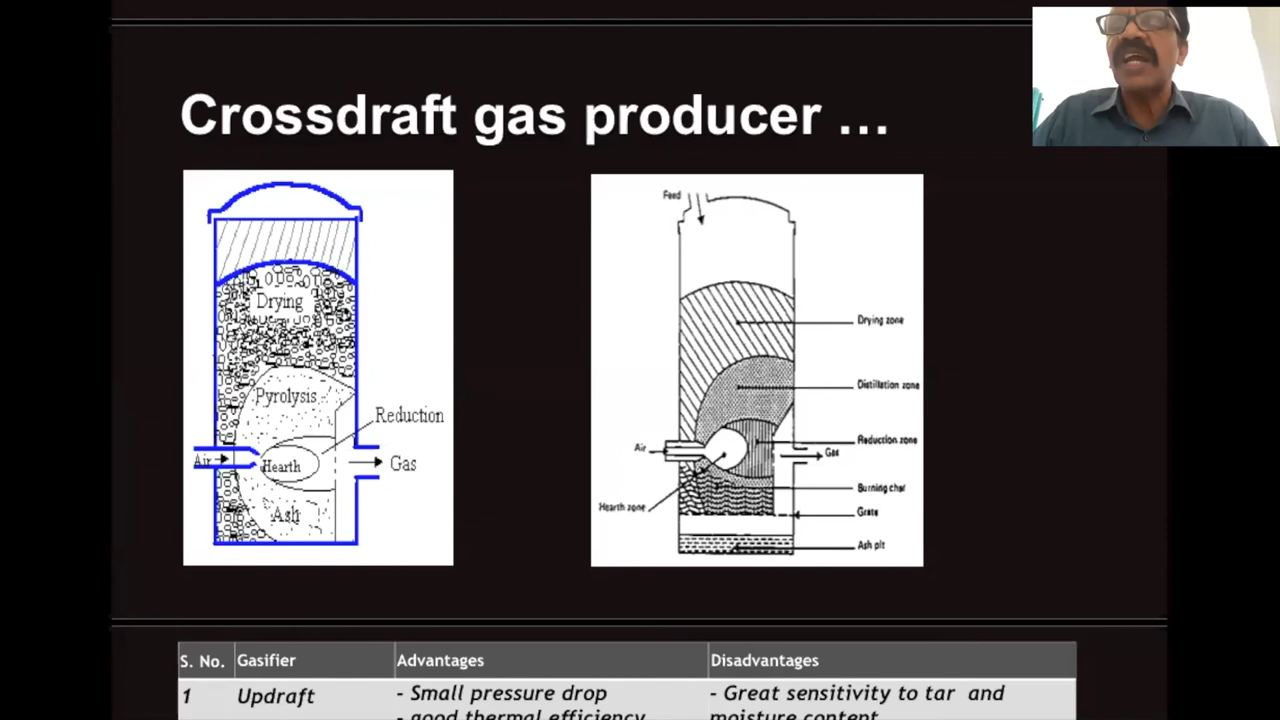 Crossdraft gas producer ...
Drying
Pyrolysis
Reduction
Air
Hearth
Gas
Ash
Feed
Drying zone
Distillation zone
Reduction zone
Air
Gas
Burning char
Hearth zone
Grate
Ash pit
S. No. Gasifier Advantages Disadvantages
1 Updraft - Small pressure drop - Great sensitivity to tar and
- good thermal efficiency moisture content